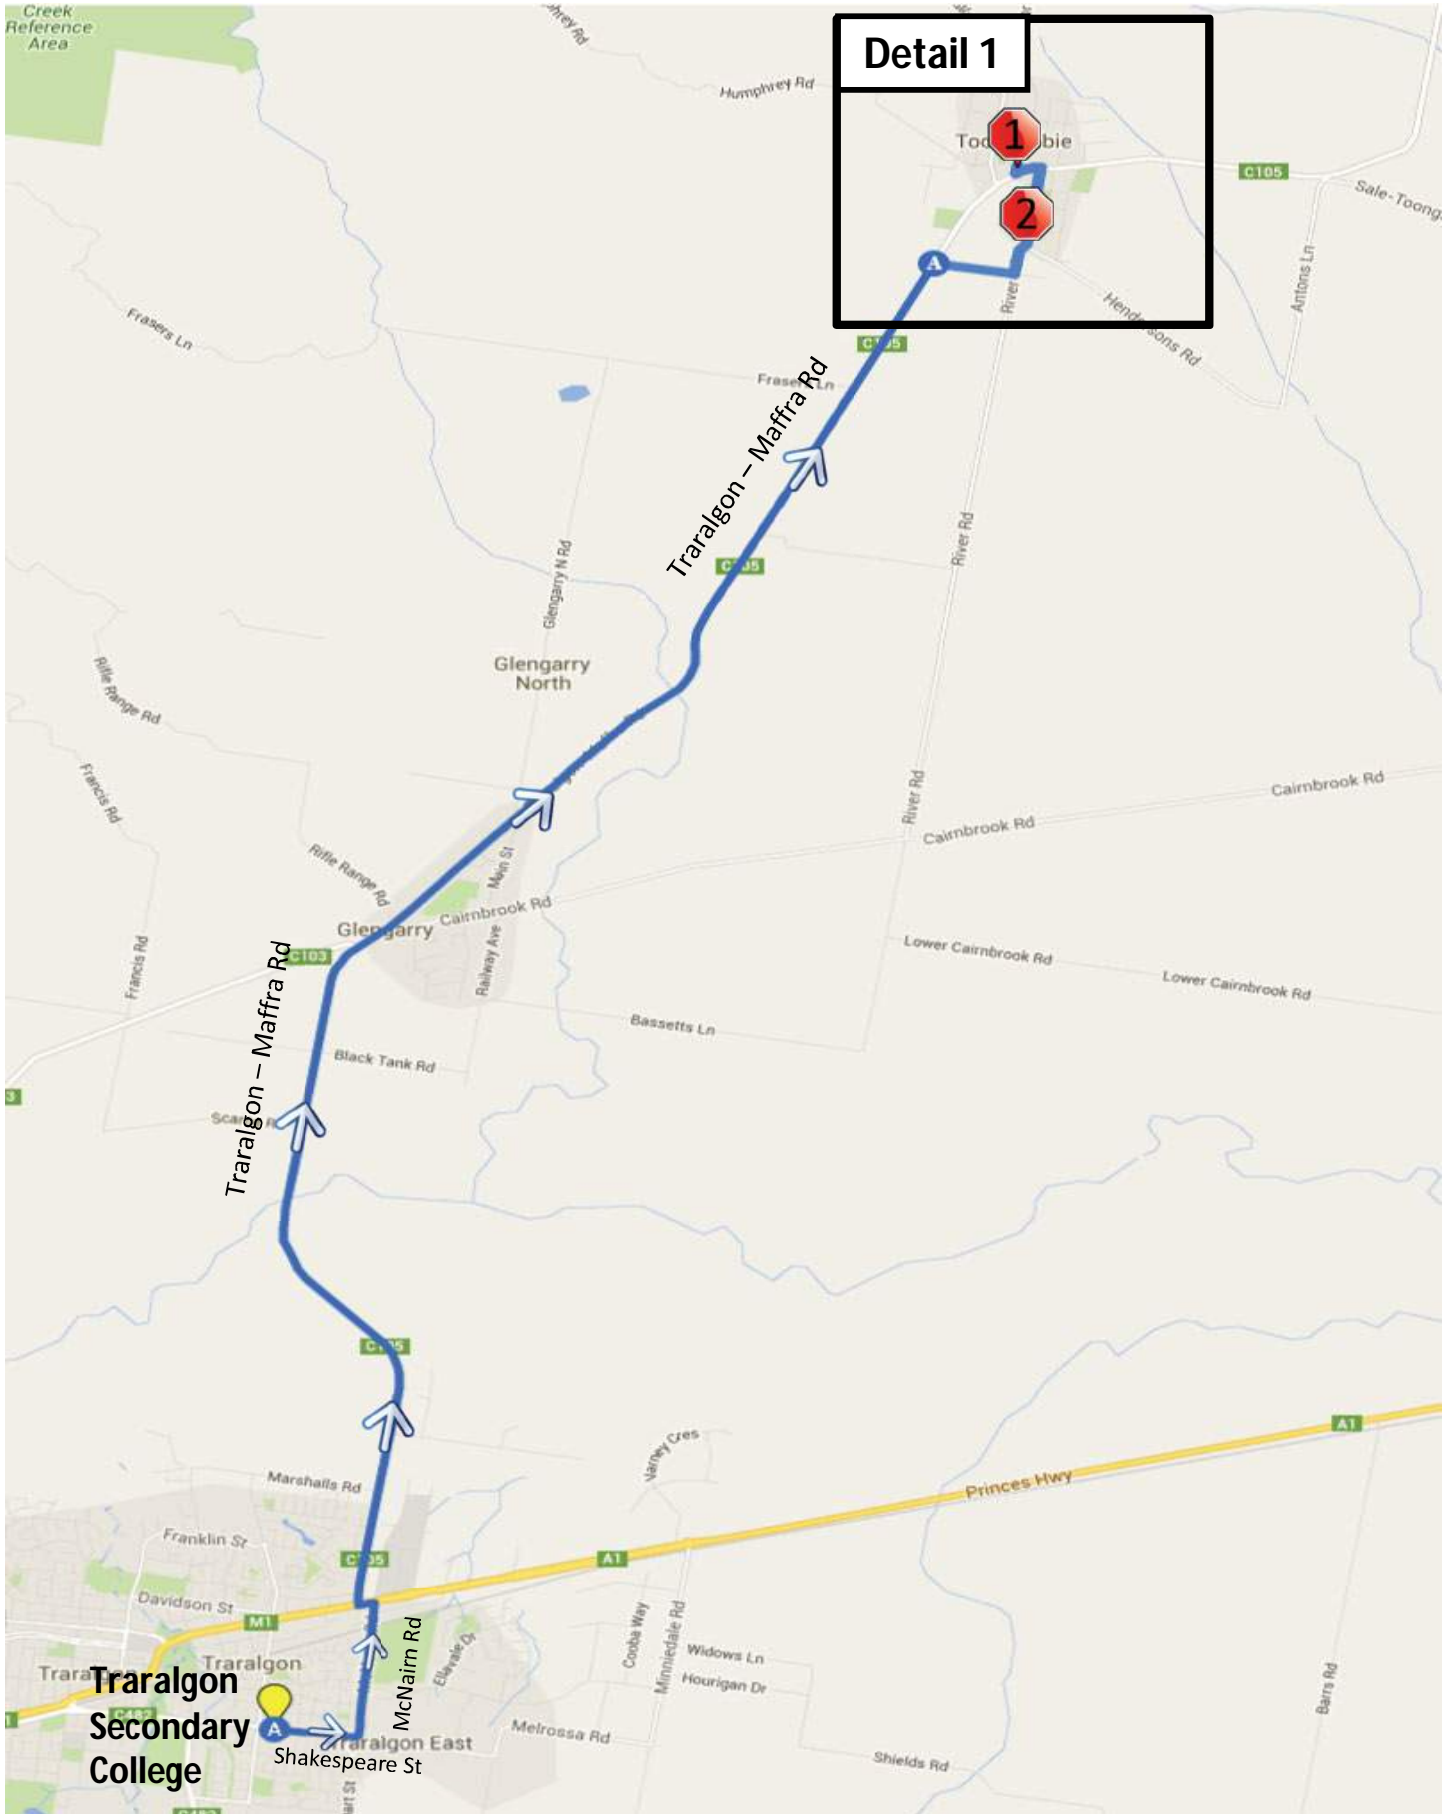 Creek
Reference
Area
Humphrey Rd
Detail 1
1
2
A
C105
Sale-Toong
Antons Ln
River
Hendersons Rd
Frasers Ln
Frasers Ln
Traralgon – Maffra Rd
River Rd
Glengarry N Rd
Glengarry
North
Rifle Range Rd
Francis Rd
River Rd
Cairnbrook Rd
Cairnbrook Rd
Rifle Range Rd
Main St
Cairnbrook Rd
Glengarry
C103
Railway Ave
Francis Rd
Lower Cairnbrook Rd
Lower Cairnbrook Rd
Bassetts Ln
Black Tank Rd
Traralgon – Maffra Rd
3
Varney Cres
A1
Princes Hwy
Marshalls Rd
Franklin St
A1
Davidson St
M1
McNairn Rd
Ellavale Dr
Cooba Way
Minniedale Rd
Widows Ln
Hourigan Dr
Barrs Rd
Traralgon
Traralgon
Secondary
College
A
Traralgon East
Melrossa Rd
Shields Rd
Shakespeare St